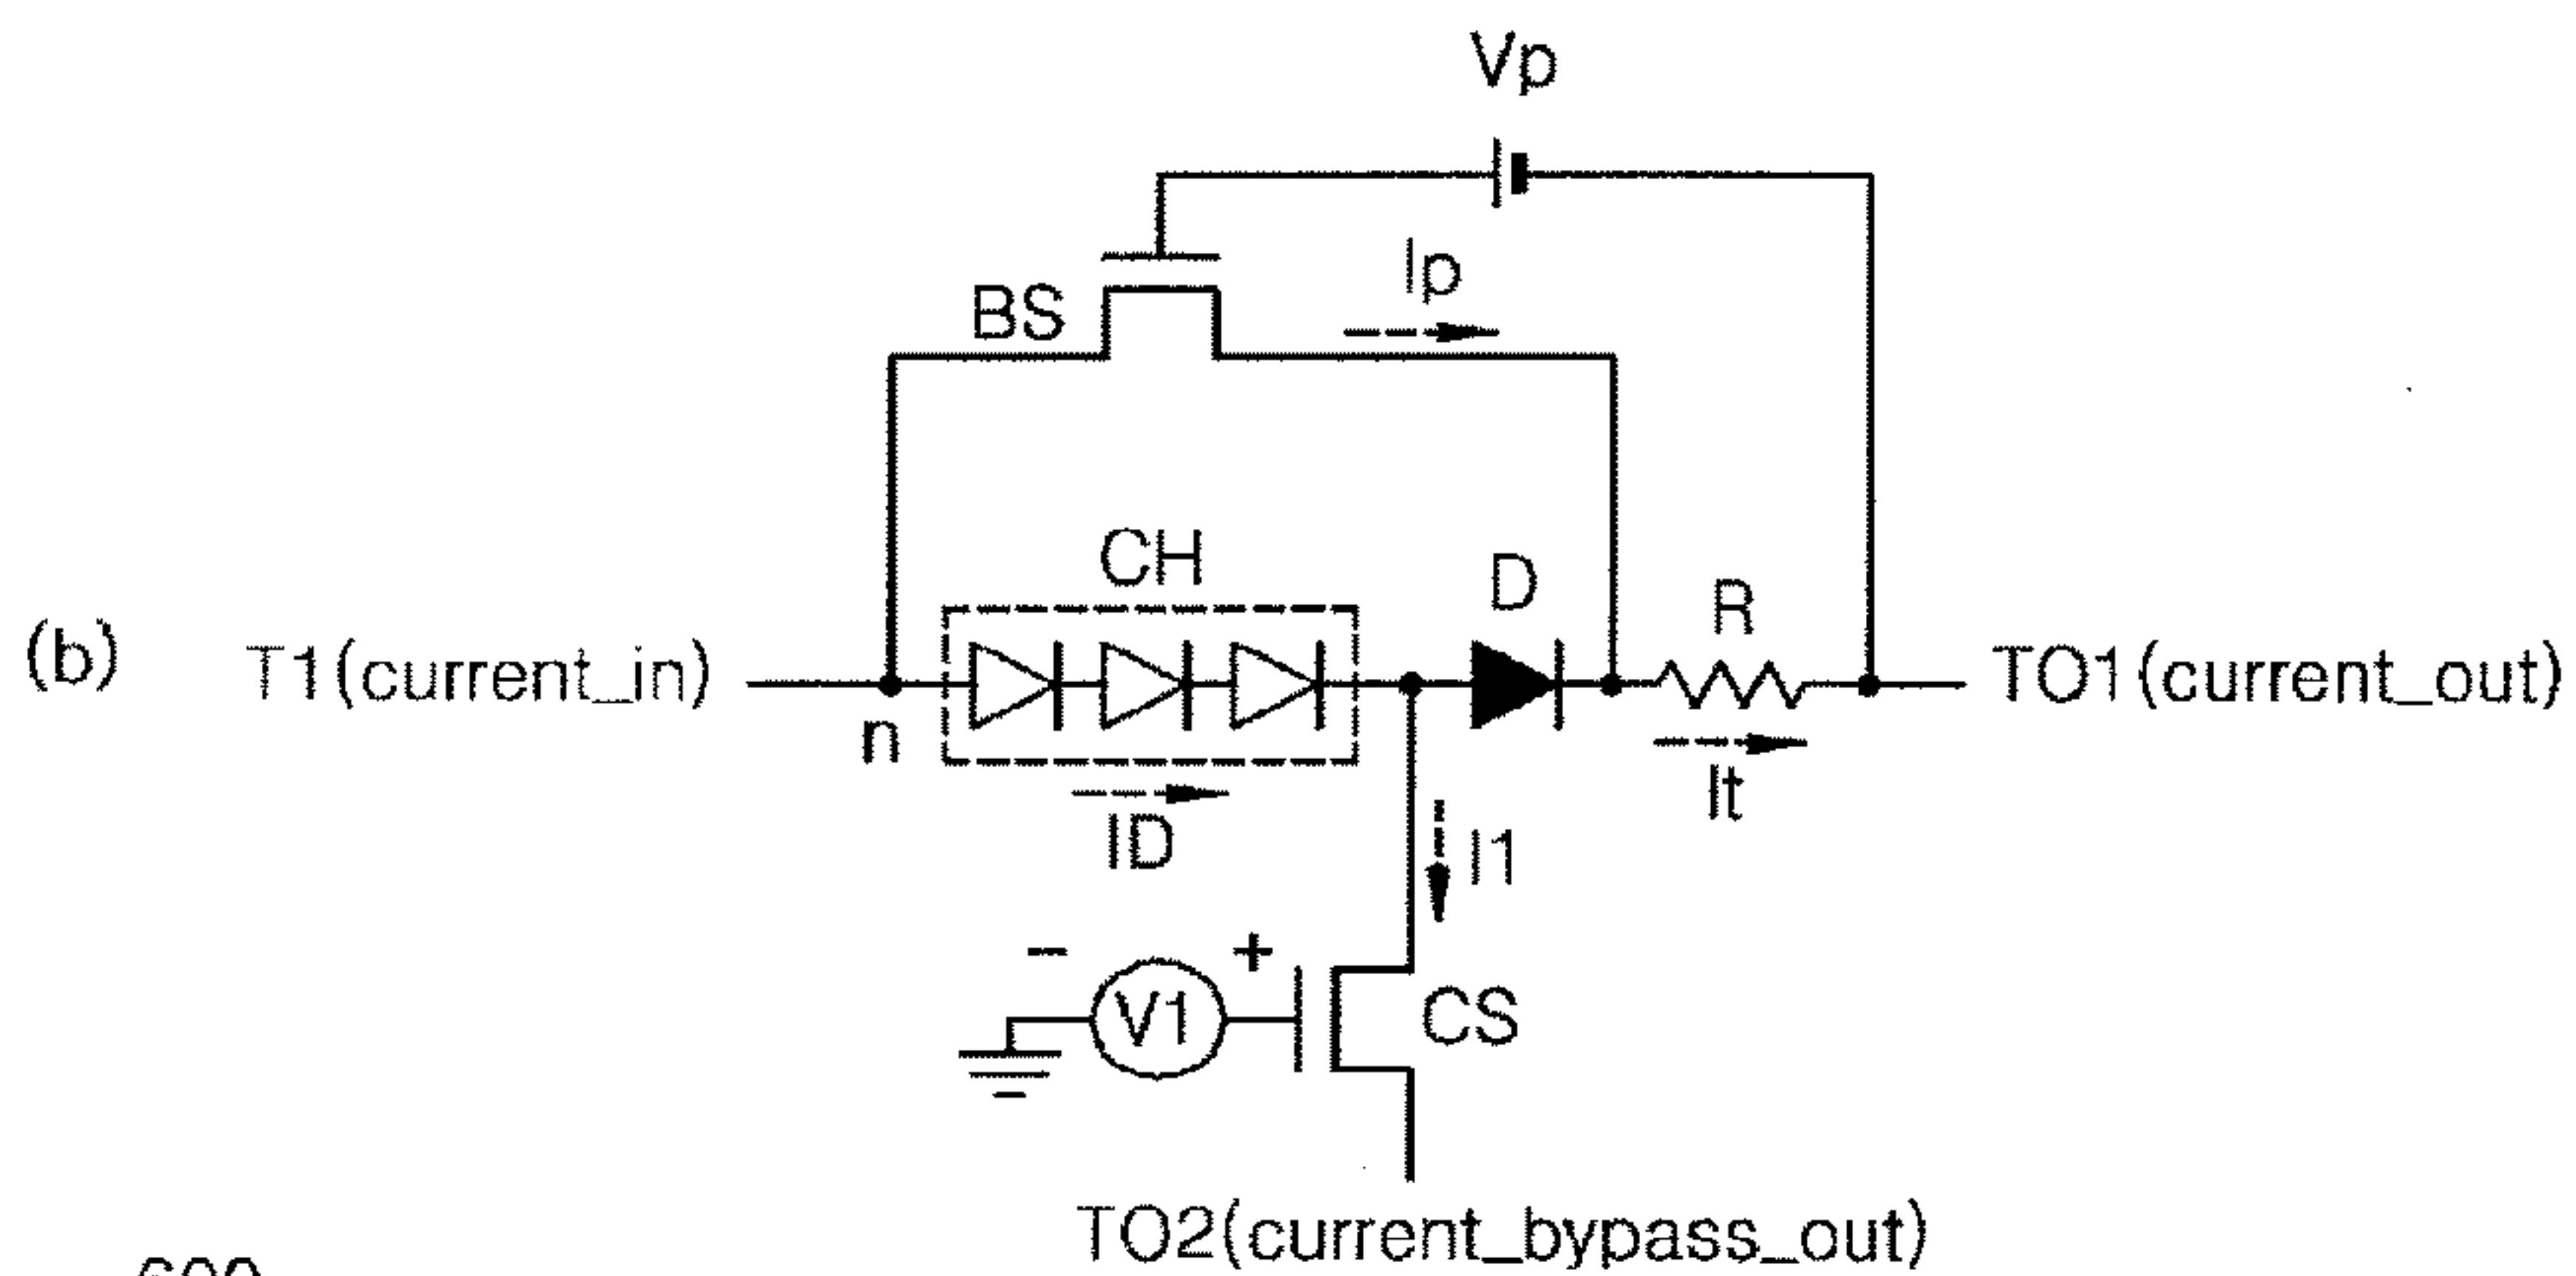 Vp
Ip
BS
CH
D
R
(b)
T1(current_in)
TO1(current_out)
n
It
ID
I1
- +
V1
CS
TO2(current_bypass_out)